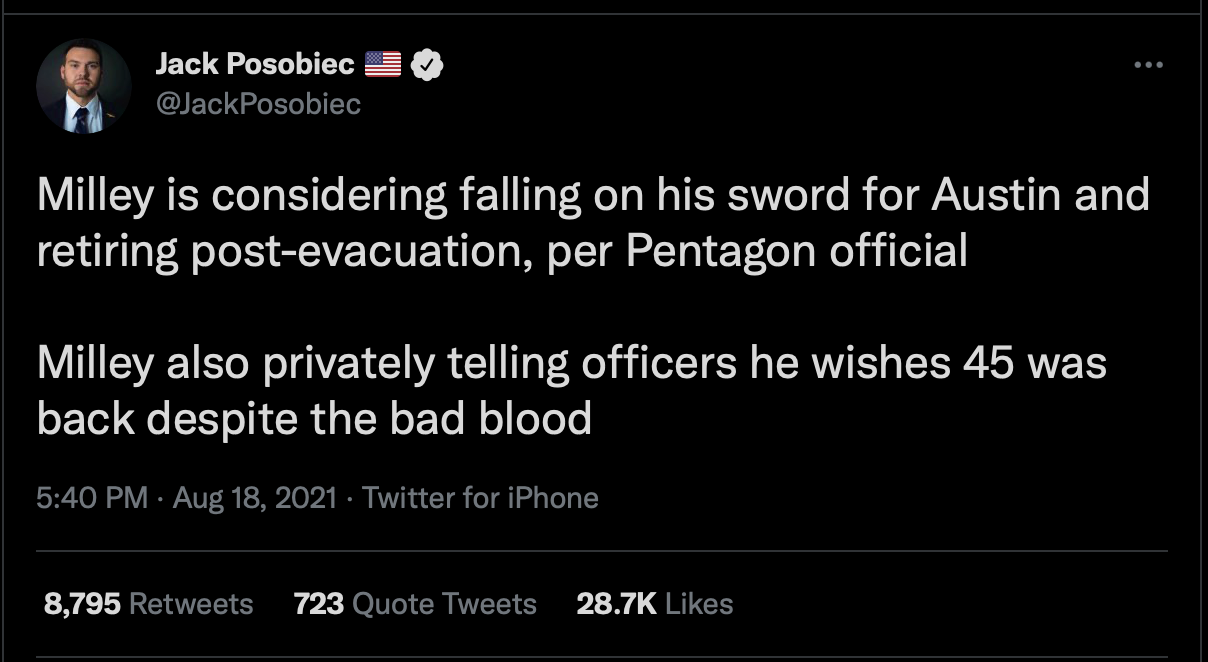 Jack Posobiec 🇺🇸
@JackPosobiec
Milley is considering falling on his sword for Austin and
retiring post-evacuation, per Pentagon official
Milley also privately telling officers he wishes 45 was
back despite the bad blood
5:40 PM · Aug 18, 2021 · Twitter for iPhone
8,795 Retweets 723 Quote Tweets 28.7K Likes